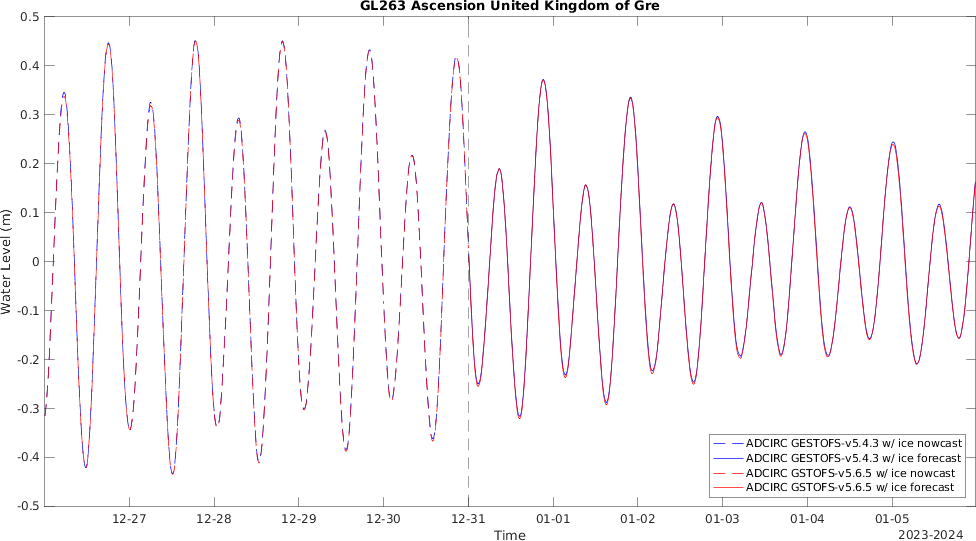 GL263 Ascension United Kingdom of Gre
0.5
0.4
0.3
0.2
0.1
0
-0.1
-0.2
-0.3
-0.4
-0.5
Water Level (m)
ADCIRC GESTOFS-v5.4.3 w/ ice nowcast
ADCIRC GESTOFS-v5.4.3 w/ ice forecast
ADCIRC GSTOFS-v5.6.5 w/ ice nowcast
ADCIRC GSTOFS-v5.6.5 w/ ice forecast
12-27 12-28 12-29 12-30 12-31 01-01 01-02 01-03 01-04 01-05
Time
2023-2024